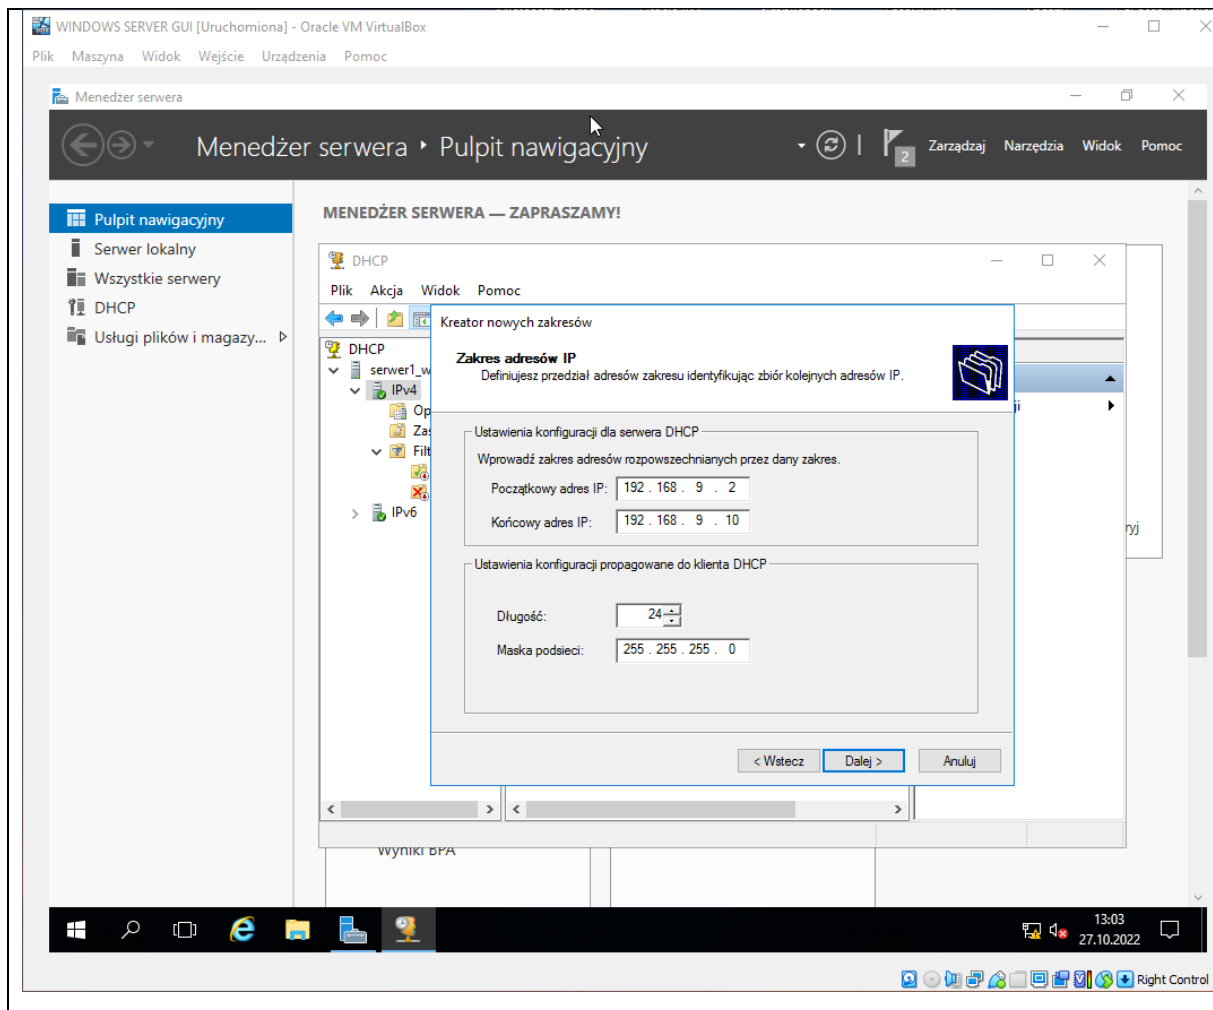 WINDOWS SERVER GUI [Uruchomiona] - Oracle VM VirtualBox
Plik Maszyna Widok Wejście Urządzenia Pomoc
Menedżer serwera
Menedżer serwera ‣ Pulpit nawigacyjny
2 Zarządzaj Narzędzia Widok Pomoc
Pulpit nawigacyjny
Serwer lokalny
Wszystkie serwery
DHCP
Usługi plików i magazy...
MENEDŻER SERWERA — ZAPRASZAMY!
DHCP
Plik Akcja Widok Pomoc
DHCP
serwer1_w
IPv4
Op
Zas
Filt
IPv6
Kreator nowych zakresów
Zakres adresów IP
Definiujesz przedział adresów zakresu identyfikując zbiór kolejnych adresów IP.
Ustawienia konfiguracji dla serwera DHCP
Wprowadź zakres adresów rozpowszechnianych przez dany zakres.
Początkowy adres IP: 192 . 168 . 9 . 2
Końcowy adres IP: 192 . 168 . 9 . 10
Ustawienia konfiguracji propagowane do klienta DHCP
Długość: 24
Maska podsieci: 255 . 255 . 255 . 0
< Wstecz Dalej > Anuluj
ji
ryj
Wyniki BPA
13:03
27.10.2022
Right Control